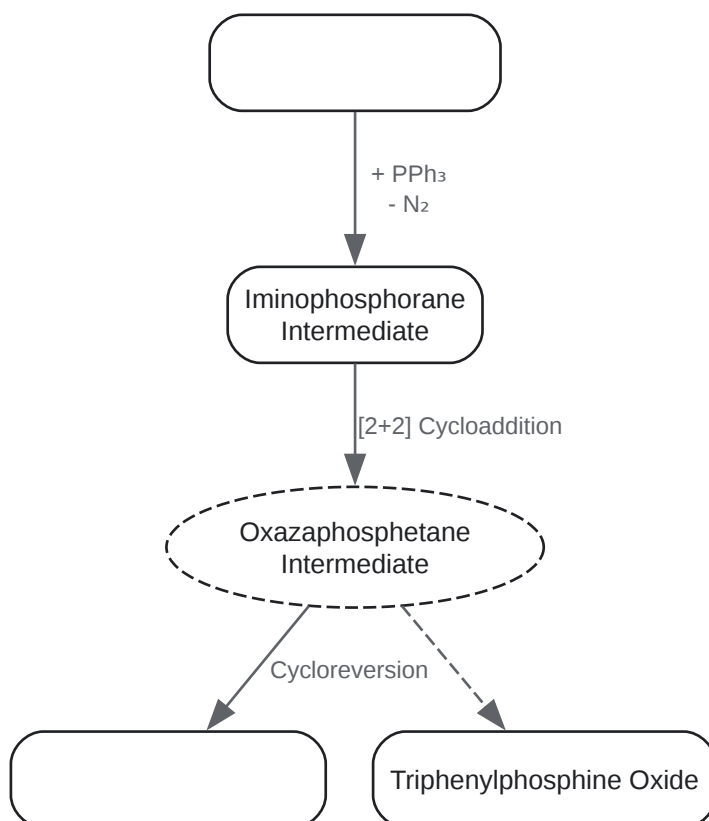 + PPh₃
- N₂
Iminophosphorane
Intermediate
[2+2] Cycloaddition
Oxazaphosphetane
Intermediate
Cycloreversion
Triphenylphosphine Oxide